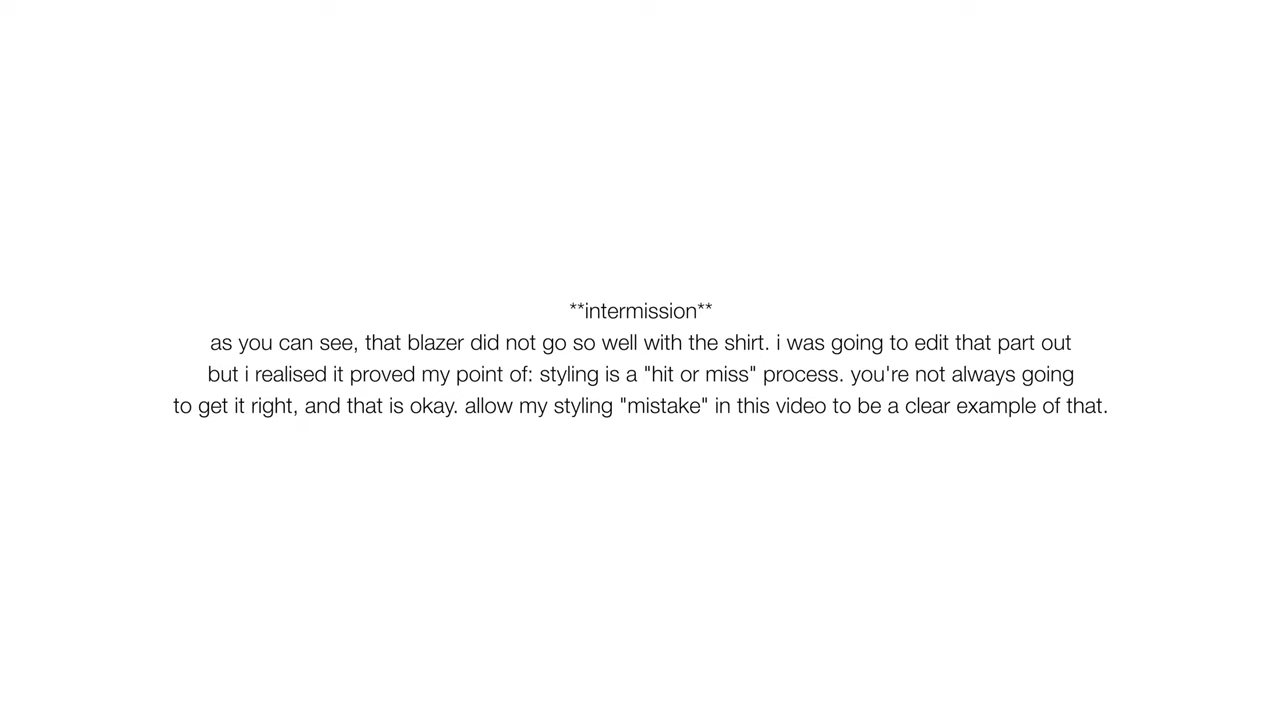 **intermission**
as you can see, that blazer did not go so well with the shirt. i was going to edit that part out
but i realised it proved my point of: styling is a "hit or miss" process. you're not always going
to get it right, and that is okay. allow my styling "mistake" in this video to be a clear example of that.